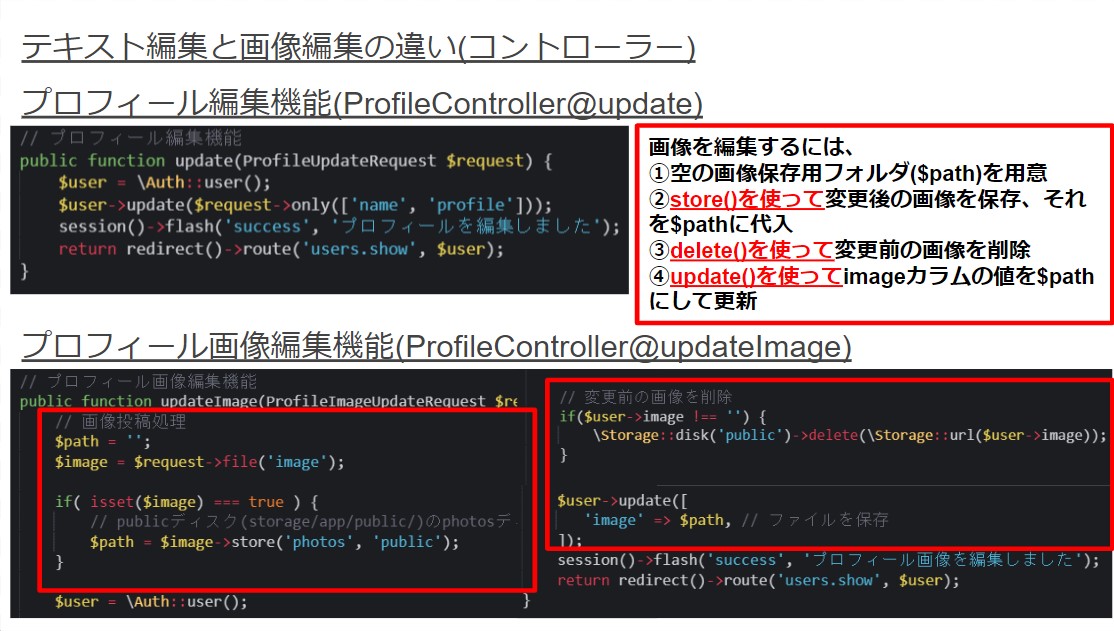 テキスト編集と画像編集の違い(コントローラー)
プロフィール編集機能(ProfileController@update)
// プロフィール編集機能
public function update(ProfileUpdateRequest $request) {
$user = \Auth::user();
$user->update($request->only(['name', 'profile']));
session()->flash('success', 'プロフィールを編集しました');
return redirect()->route('users.show', $user);
}
画像を編集するには、
①空の画像保存用フォルダ($path)を用意
②store()を使って変更後の画像を保存、それ
を$pathに代入
③delete()を使って変更前の画像を削除
④update()を使ってimageカラムの値を$path
にして更新
プロフィール画像編集機能(ProfileController@updateImage)
// プロフィール画像編集機能
public function updateImage(ProfileImageUpdateRequest $re
// 画像投稿処理
$path = '';
$image = $request->file('image');
if( isset($image) === true ) {
// publicディスク(storage/app/public/)のphotosデ
$path = $image->store('photos', 'public');
}
$user = \Auth::user();
// 変更前の画像を削除
if($user->image !== '') {
\Storage::disk('public')->delete(\Storage::url($user->image));
}
$user->update([
'image' => $path, // ファイルを保存
]);
session()->flash('success', 'プロフィール画像を編集しました');
return redirect()->route('users.show', $user);
}